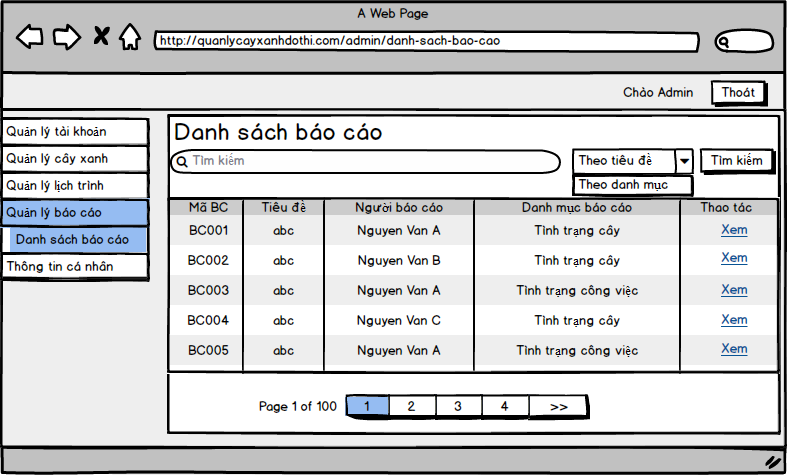 A Web Page
http://quanlycayxanhdothi.com/admin/danh-sach-bao-cao
Chào Admin Thoát
Quản lý tài khoản
Quản lý cây xanh
Quản lý lịch trình
Quản lý báo cáo
Danh sách báo cáo
Thông tin cá nhân
Danh sách báo cáo
Tìm kiếm Theo tiêu đề Tìm kiếm
Theo danh mục
Mã BC Tiêu đề Người báo cáo Danh mục báo cáo Thao tác
BC001 abc Nguyen Van A Tình trạng cây Xem
BC002 abc Nguyen Van B Tình trạng cây Xem
BC003 abc Nguyen Van A Tình trạng công việc Xem
BC004 abc Nguyen Van C Tình trạng cây Xem
BC005 abc Nguyen Van A Tình trạng công việc Xem
Page 1 of 100 1 2 3 4 >>